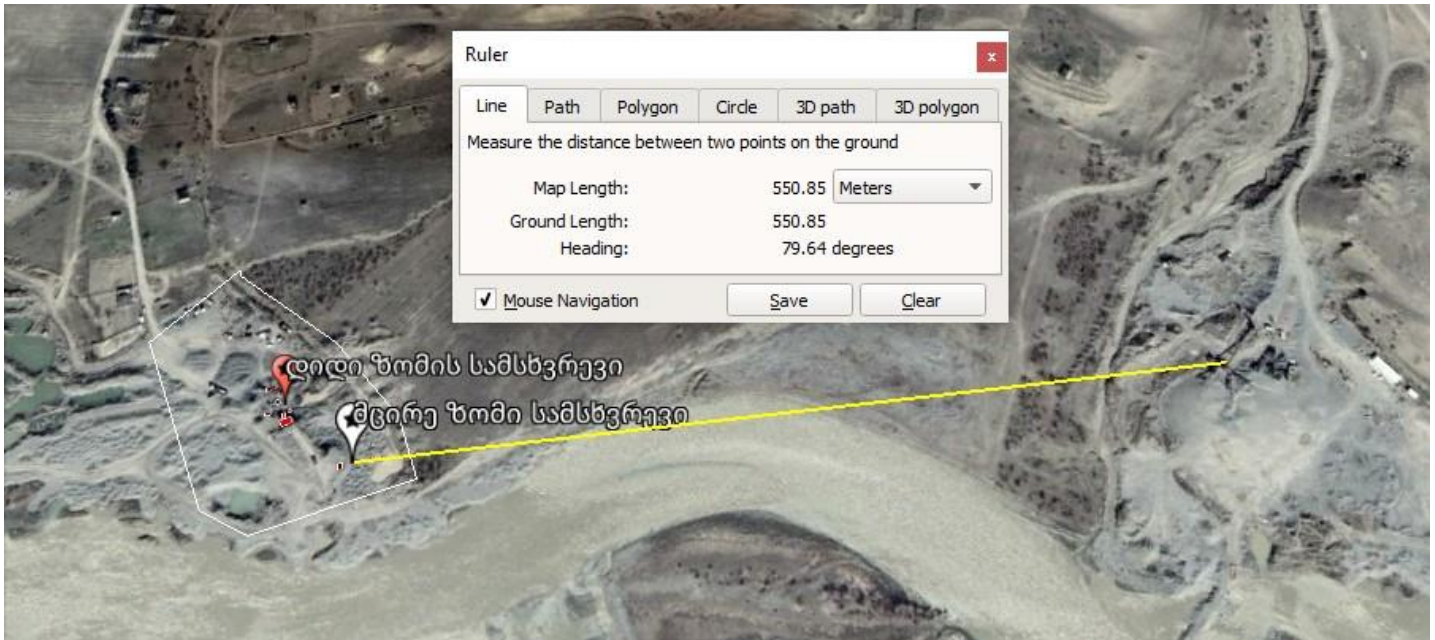 Ruler
x
Line Path Polygon Circle 3D path 3D polygon
Measure the distance between two points on the ground
Map Length: 550.85 Meters
Ground Length: 550.85
Heading: 79.64 degrees
Mouse Navigation Save Clear
დიდი ზომის სამსხვრევი
მცირე ზომი სამსხვრევი